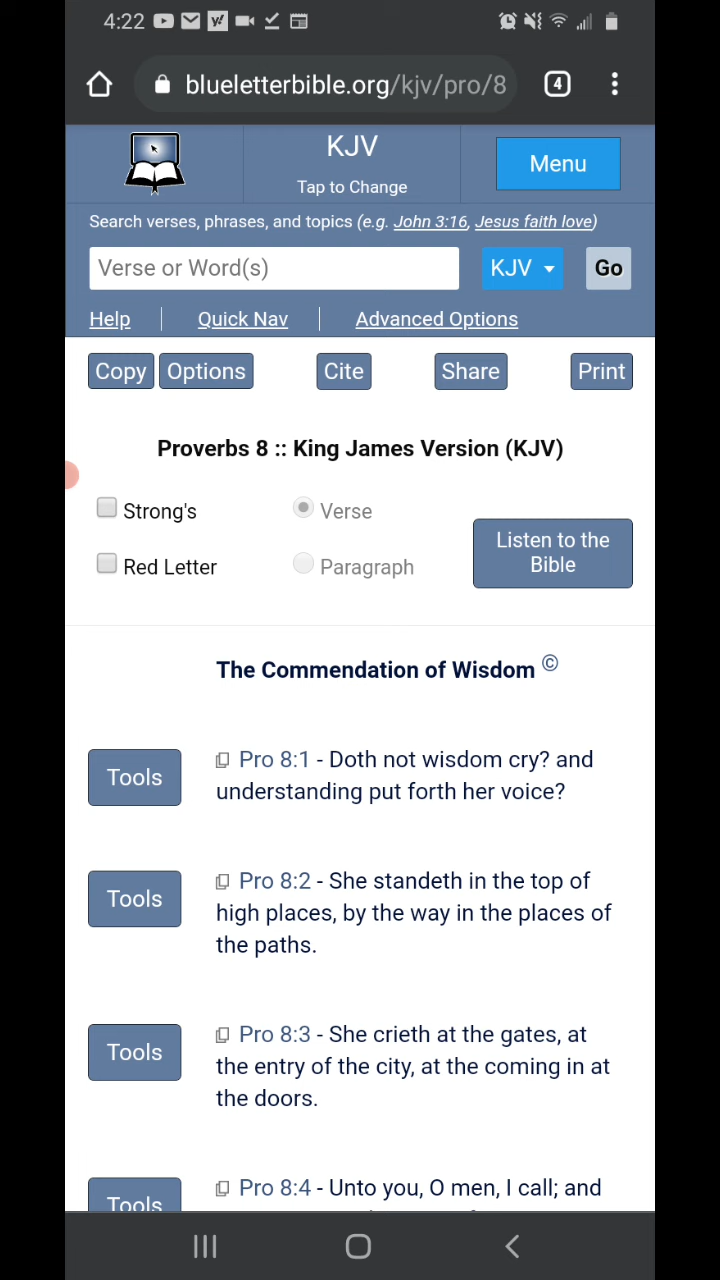 4:22
blueletterbible.org/kjv/pro/8
4
KJV
Tap to Change
Menu
Search verses, phrases, and topics (e.g. John 3:16, Jesus faith love)
Verse or Word(s)
KJV
Go
Help
Quick Nav
Advanced Options
Copy
Options
Cite
Share
Print
Proverbs 8 :: King James Version (KJV)
Strong's
Verse
Red Letter
Paragraph
Listen to the
Bible
The Commendation of Wisdom ©
Tools
Pro 8:1 - Doth not wisdom cry? and
understanding put forth her voice?
Tools
Pro 8:2 - She standeth in the top of
high places, by the way in the places of
the paths.
Tools
Pro 8:3 - She crieth at the gates, at
the entry of the city, at the coming in at
the doors.
Tools
Pro 8:4 - Unto you, O men, I call; and